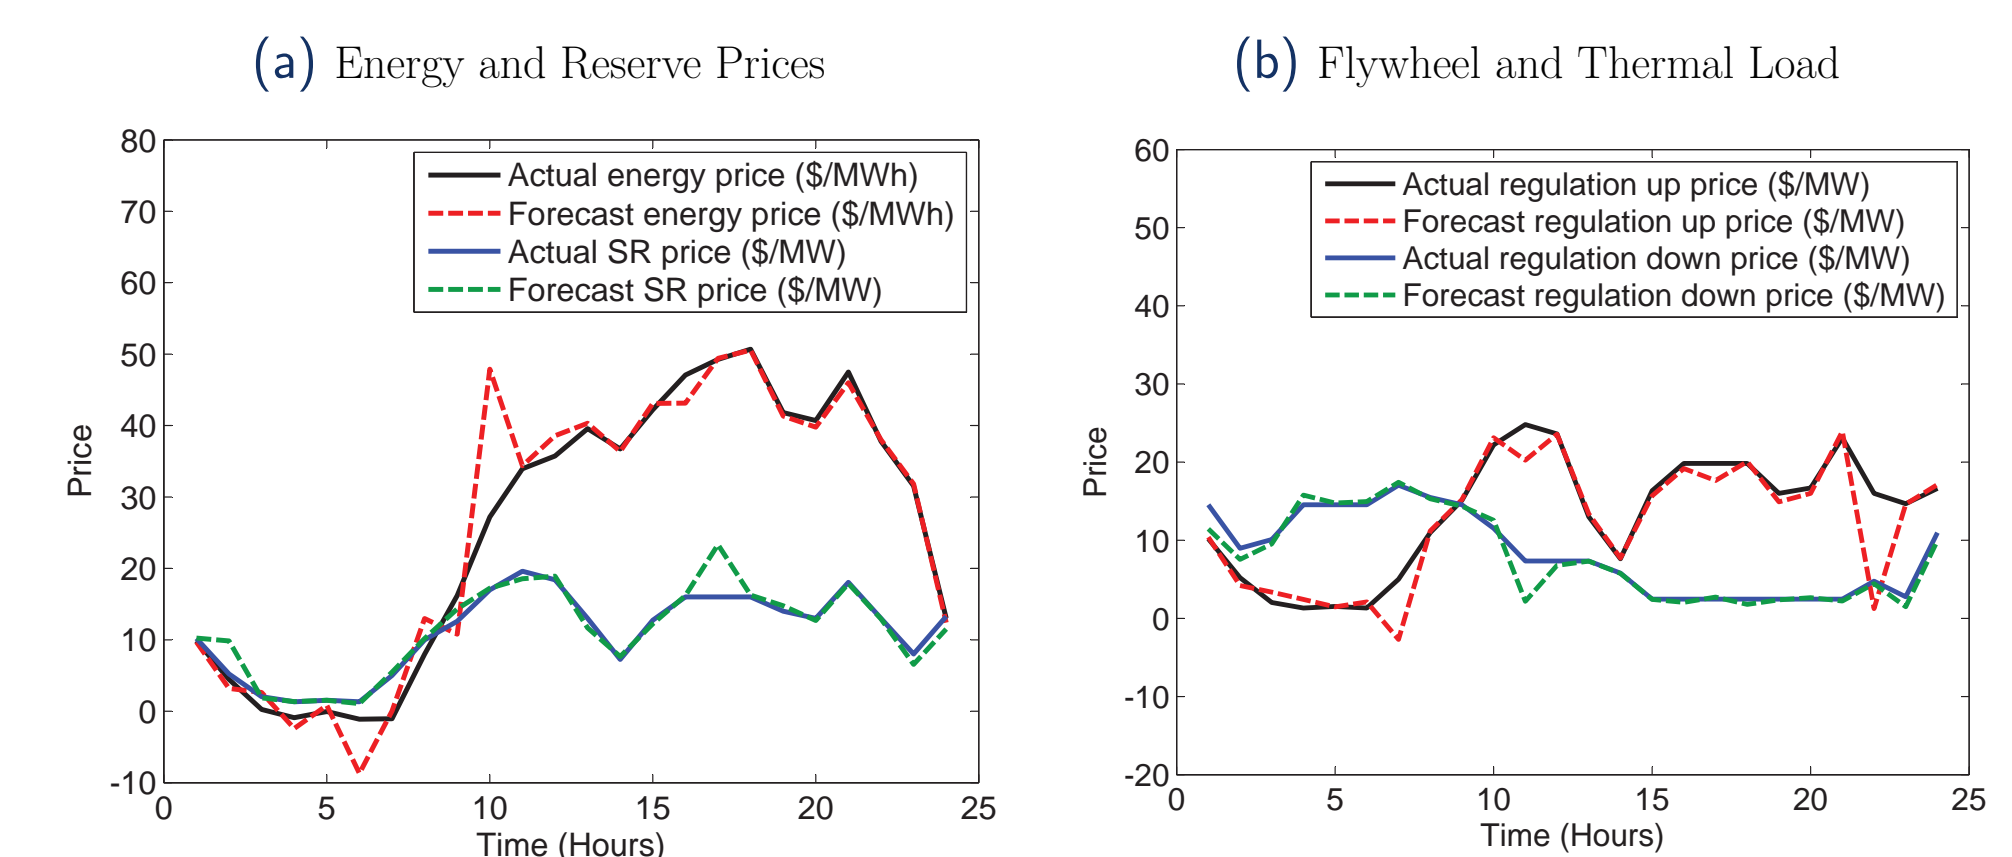 (a) Energy and Reserve Prices
80
70
60
50
40
30
20
10
0
-10
0 5 10 15 20 25
Price
Time (Hours)
Actual energy price ($/MWh)
Forecast energy price ($/MWh)
Actual SR price ($/MW)
Forecast SR price ($/MW)
(b) Flywheel and Thermal Load
60
50
40
30
20
10
0
-10
-20
0 5 10 15 20 25
Price
Time (Hours)
Actual regulation up price ($/MW)
Forecast regulation up price ($/MW)
Actual regulation down price ($/MW)
Forecast regulation down price ($/MW)